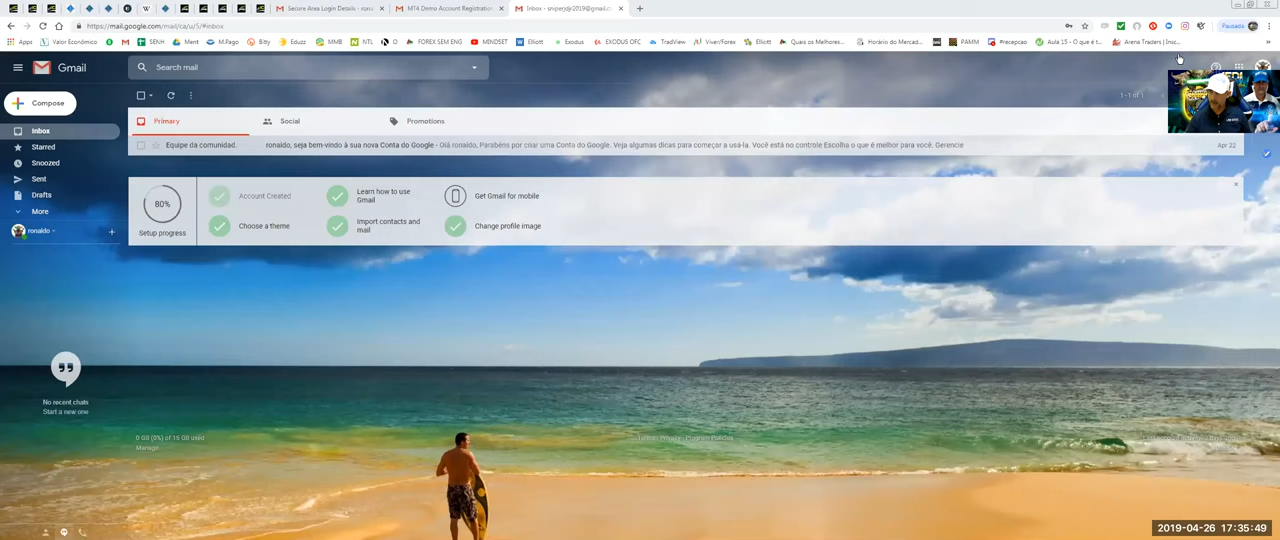 Secure Area Login Details - ronal
MT4 Demo Account Registration
Inbox - sniperjdjr2019@gmail.c
https://mail.google.com/mail/ca/u/5/#inbox
Pausada
Apps Valor Econômico SENH Ment M.Pago Bitly Eduzz MMB NTL O FOREX SEM ENG MINDSET Elliott Exodus EXODUS OFC TradView Viver/Forex Elliott Quais os Melhores... Horário do Mercad... PAMM #recepcao Aula 15 - O que é t... Arena Traders | Inic... »
Gmail
Search mail
Compose
1–1 of 1
Primary
Social
Promotions
Inbox
Equipe da comunidad. ronaldo, seja bem-vindo à sua nova Conta do Google - Olá ronaldo, Parabéns por criar uma Conta do Google. Veja algumas dicas para começar a usá-la. Você está no controle Escolha o que é melhor para você. Gerencie Apr 22
Starred
Snoozed
Sent
Drafts
More
ronaldo
80%
Setup progress
Account Created
Learn how to use
Gmail
Get Gmail for mobile
Choose a theme
Import contacts and
mail
Change profile image
No recent chats
Start a new one
0 GB (0%) of 15 GB used
Manage
Terms · Privacy · Program Policies
2019-04-26 17:35:49